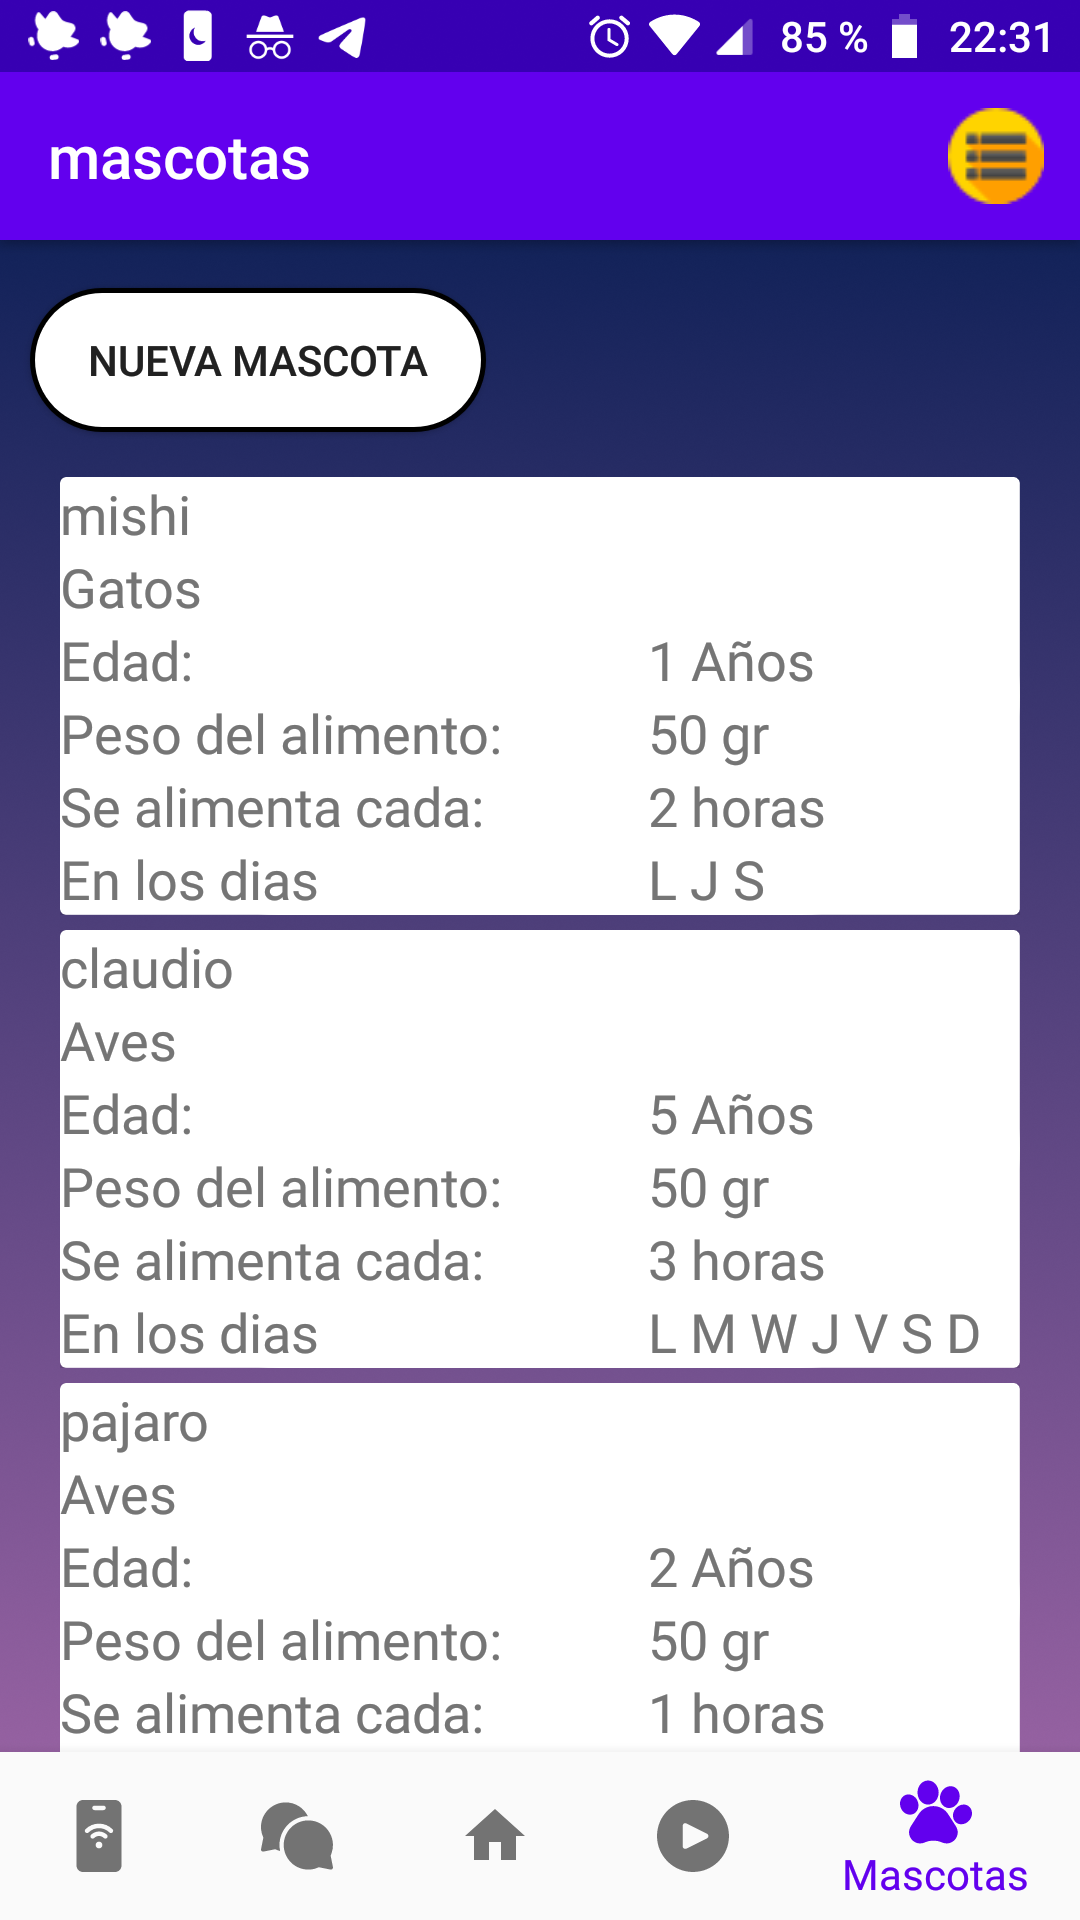 85 % 22:31
mascotas
NUEVA MASCOTA
mishi
Gatos
Edad: 1 Años
Peso del alimento: 50 gr
Se alimenta cada: 2 horas
En los dias L J S
claudio
Aves
Edad: 5 Años
Peso del alimento: 50 gr
Se alimenta cada: 3 horas
En los dias L M W J V S D
pajaro
Aves
Edad: 2 Años
Peso del alimento: 50 gr
Se alimenta cada: 1 horas
Mascotas